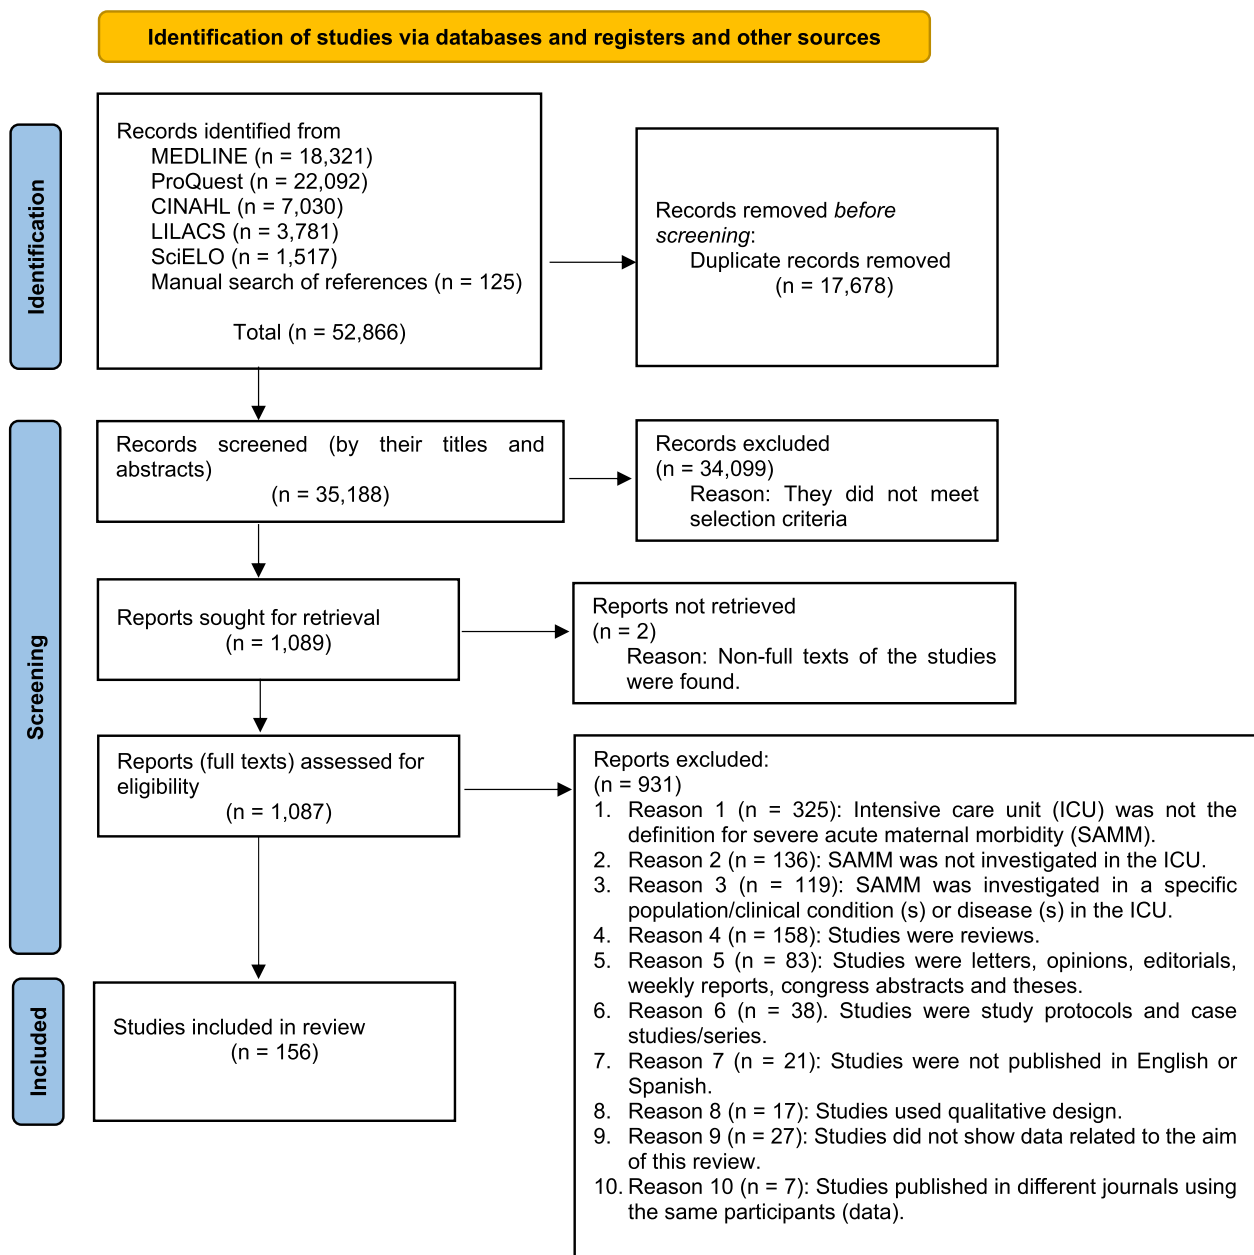 Identification of studies via databases and registers and other sources
Identification
Records identified from
MEDLINE (n = 18,321)
ProQuest (n = 22,092)
CINAHL (n = 7,030)
LILACS (n = 3,781)
SciELO (n = 1,517)
Manual search of references (n = 125)
Total (n = 52,866)
Records removed before
screening:
Duplicate records removed
(n = 17,678)
Screening
Records screened (by their titles and
abstracts)
(n = 35,188)
Records excluded
(n = 34,099)
Reason: They did not meet
selection criteria
Reports sought for retrieval
(n = 1,089)
Reports not retrieved
(n = 2)
Reason: Non-full texts of the studies
were found.
Reports (full texts) assessed for
eligibility
(n = 1,087)
Reports excluded:
(n = 931)
1. Reason 1 (n = 325): Intensive care unit (ICU) was not the
definition for severe acute maternal morbidity (SAMM).
2. Reason 2 (n = 136): SAMM was not investigated in the ICU.
3. Reason 3 (n = 119): SAMM was investigated in a specific
population/clinical condition (s) or disease (s) in the ICU.
4. Reason 4 (n = 158): Studies were reviews.
5. Reason 5 (n = 83): Studies were letters, opinions, editorials,
weekly reports, congress abstracts and theses.
6. Reason 6 (n = 38). Studies were study protocols and case
studies/series.
7. Reason 7 (n = 21): Studies were not published in English or
Spanish.
8. Reason 8 (n = 17): Studies used qualitative design.
9. Reason 9 (n = 27): Studies did not show data related to the aim
of this review.
10. Reason 10 (n = 7): Studies published in different journals using
the same participants (data).
Included
Studies included in review
(n = 156)